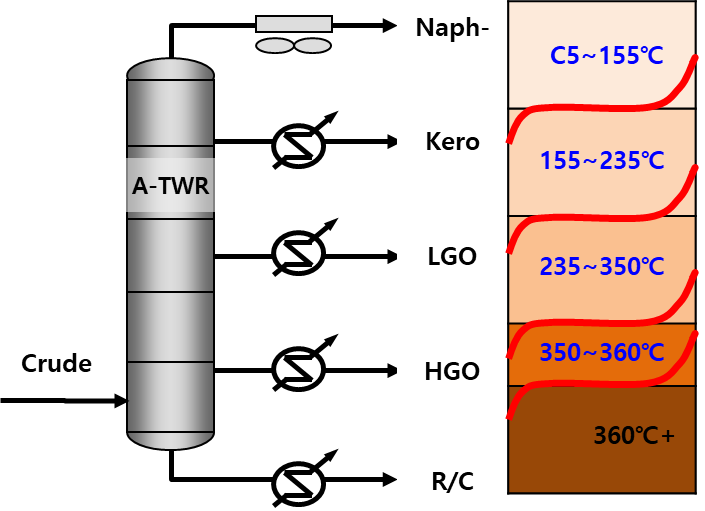 Naph-
C5~155℃
Kero
155~235℃
A-TWR
LGO
235~350℃
Crude
HGO
350~360℃
360℃+
R/C